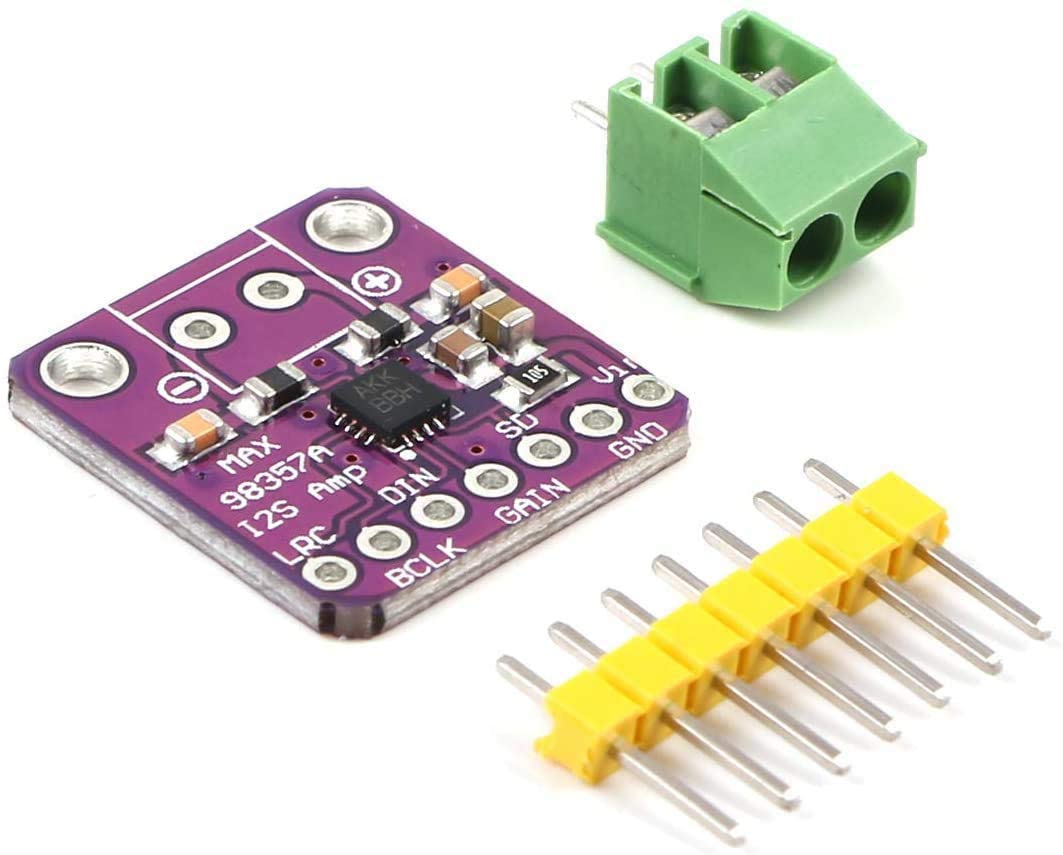 +
−
AKK
BBH
105
MAX
98357A
I2S Amp
LRC
BCLK
DIN
GAIN
SD
GND
Vin